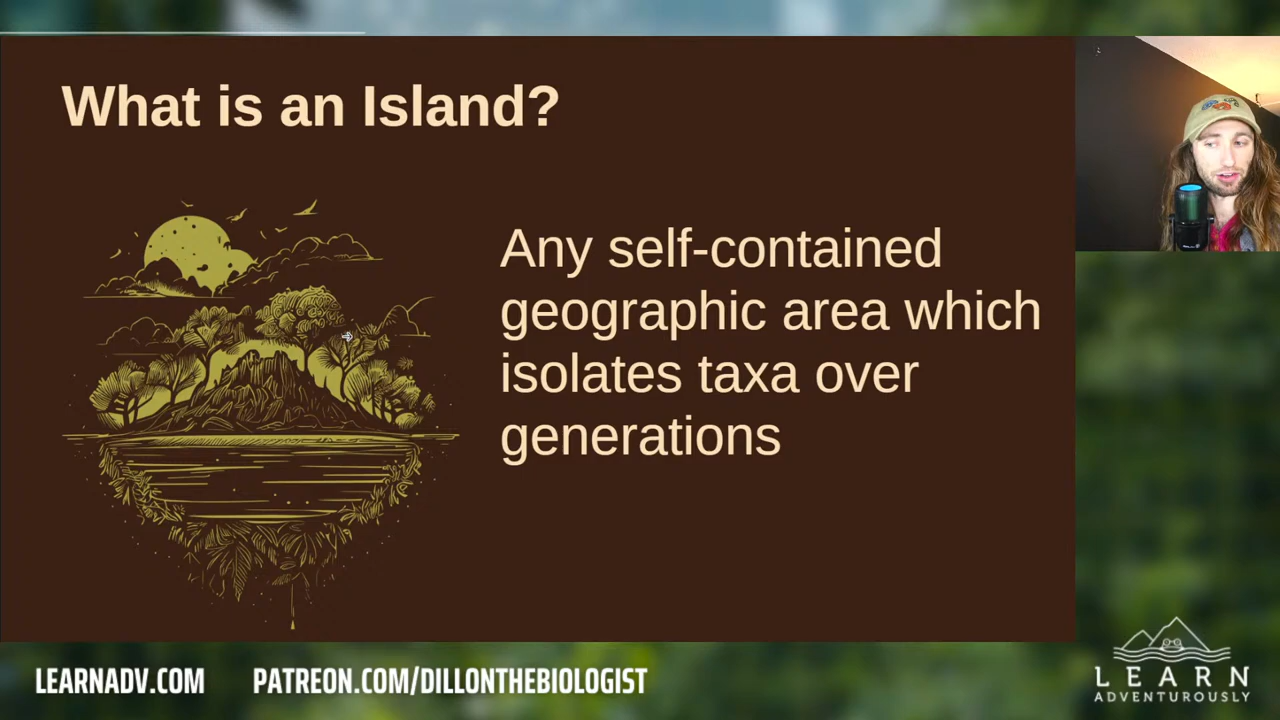 What is an Island?
Any self-contained
geographic area which
isolates taxa over
generations
LEARNADV.COM PATREON.COM/DILLONTHEBIOLOGIST
LEARN
ADVENTUROUSLY